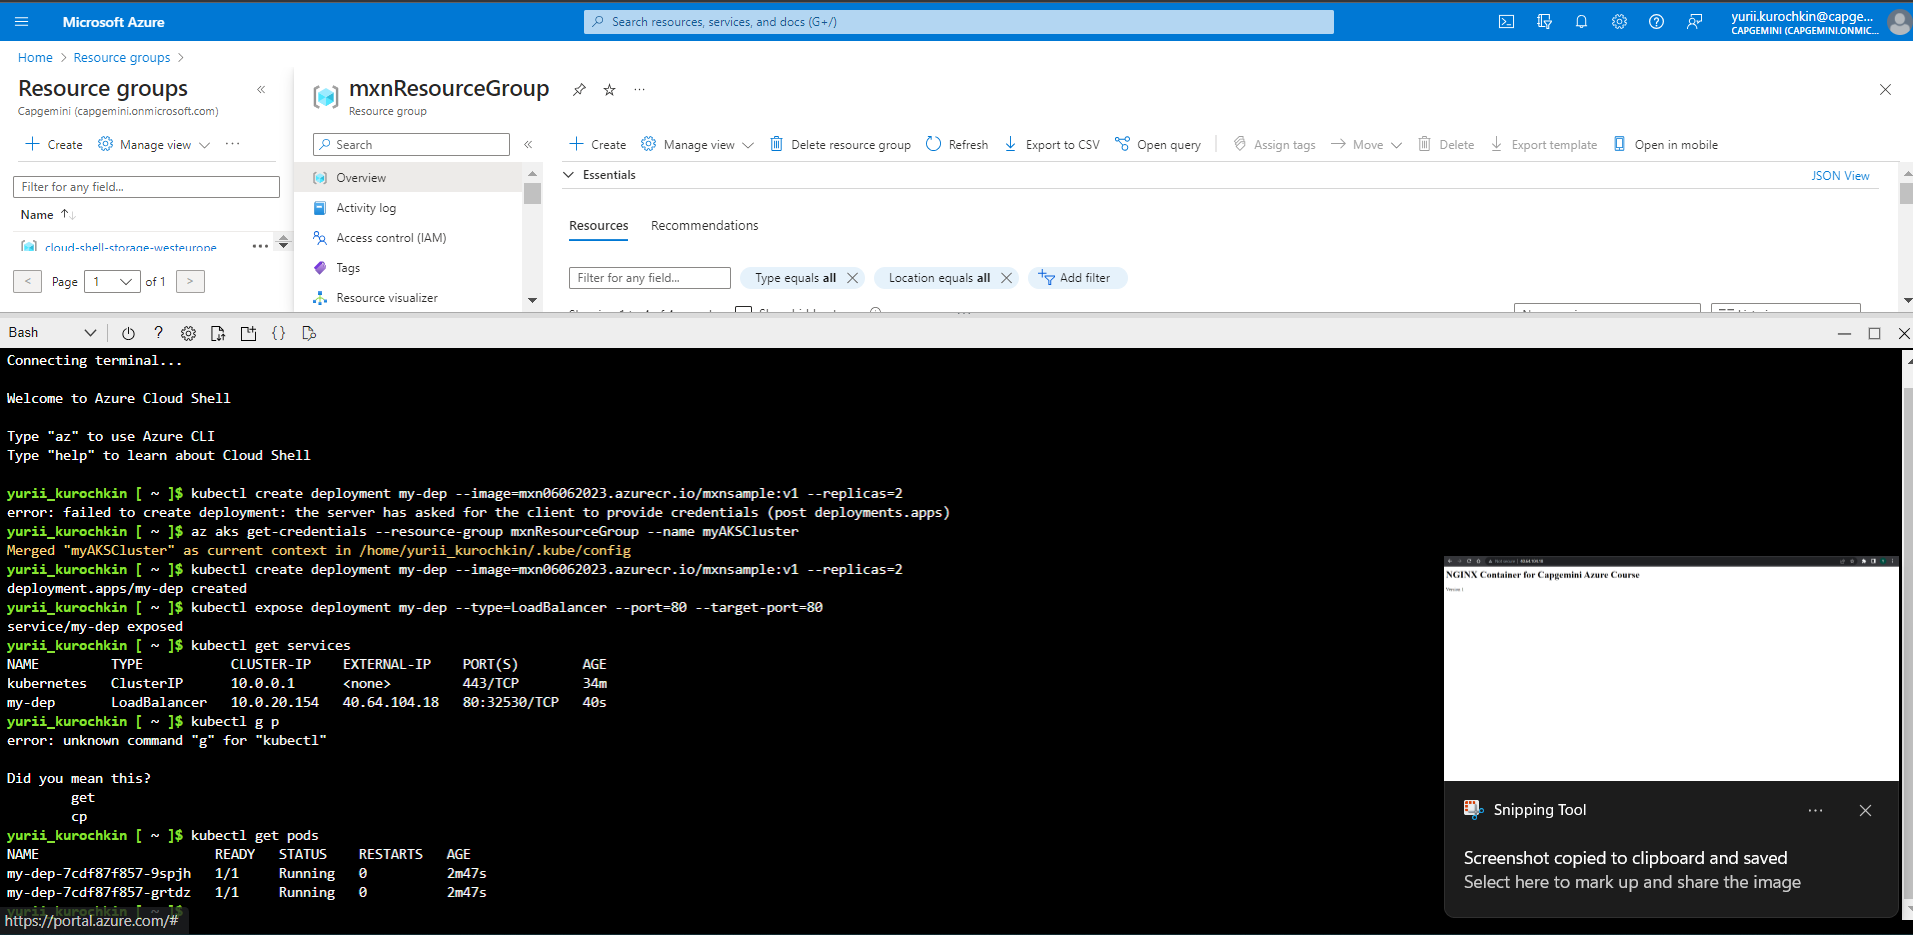 Microsoft Azure
Search resources, services, and docs (G+/)
yurii.kurochkin@capge...
CAPGEMINI (CAPGEMINI.ONMIC...
Home > Resource groups >
Resource groups
Capgemini (capgemini.onmicrosoft.com)
Create Manage view ...
Filter for any field...
Name
cloud-shell-storage-westeurope ...
< Page 1 of 1 >
mxnResourceGroup ...
Resource group
Search
Overview
Activity log
Access control (IAM)
Tags
Resource visualizer
Create Manage view Delete resource group Refresh Export to CSV Open query Assign tags Move Delete Export template Open in mobile
Essentials JSON View
Resources Recommendations
Filter for any field... Type equals all Location equals all Add filter
Bash ? {}
Connecting terminal...
Welcome to Azure Cloud Shell
Type "az" to use Azure CLI
Type "help" to learn about Cloud Shell
yurii_kurochkin [ ~ ]$ kubectl create deployment my-dep --image=mxn06062023.azurecr.io/mxnsample:v1 --replicas=2
error: failed to create deployment: the server has asked for the client to provide credentials (post deployments.apps)
yurii_kurochkin [ ~ ]$ az aks get-credentials --resource-group mxnResourceGroup --name myAKSCluster
Merged "myAKSCluster" as current context in /home/yurii_kurochkin/.kube/config
yurii_kurochkin [ ~ ]$ kubectl create deployment my-dep --image=mxn06062023.azurecr.io/mxnsample:v1 --replicas=2
deployment.apps/my-dep created
yurii_kurochkin [ ~ ]$ kubectl expose deployment my-dep --type=LoadBalancer --port=80 --target-port=80
service/my-dep exposed
yurii_kurochkin [ ~ ]$ kubectl get services
NAME TYPE CLUSTER-IP EXTERNAL-IP PORT(S) AGE
kubernetes ClusterIP 10.0.0.1 <none> 443/TCP 34m
my-dep LoadBalancer 10.0.20.154 40.64.104.18 80:32530/TCP 40s
yurii_kurochkin [ ~ ]$ kubectl g p
error: unknown command "g" for "kubectl"
Did you mean this?
get
cp
yurii_kurochkin [ ~ ]$ kubectl get pods
NAME READY STATUS RESTARTS AGE
my-dep-7cdf87f857-9spjh 1/1 Running 0 2m47s
my-dep-7cdf87f857-grtdz 1/1 Running 0 2m47s
yurii_kurochkin [ ~ ]$
https://portal.azure.com/#
NGINX Container for Capgemini Azure Course
Version 1
Snipping Tool ...
Screenshot copied to clipboard and saved
Select here to mark up and share the image